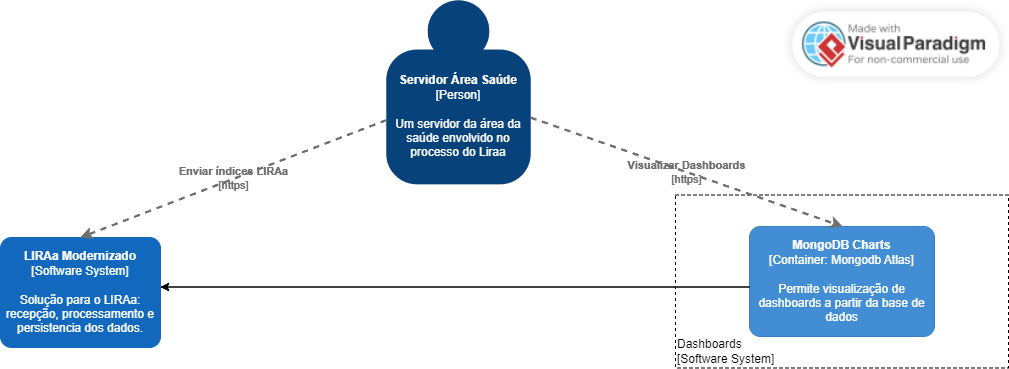 Made with
Visual Paradigm
For non-commercial use
Servidor Área Saúde
[Person]
Um servidor da área da
saúde envolvido no
processo do Liraa
Enviar índices LIRAa
[https]
Visualizar Dashboards
[https]
LIRAa Modernizado
[Software System]
Solução para o LIRAa:
recepção, processamento e
persistencia dos dados.
MongoDB Charts
[Container: Mongodb Atlas]
Permite visualização de
dashboards a partir da base de
dados
Dashboards
[Software System]